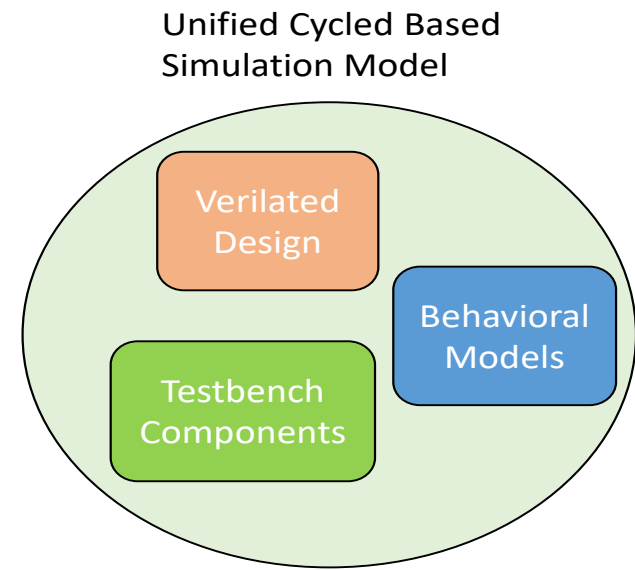 Unified Cycled Based
Simulation Model
Verilated
Design
Behavioral
Models
Testbench
Components